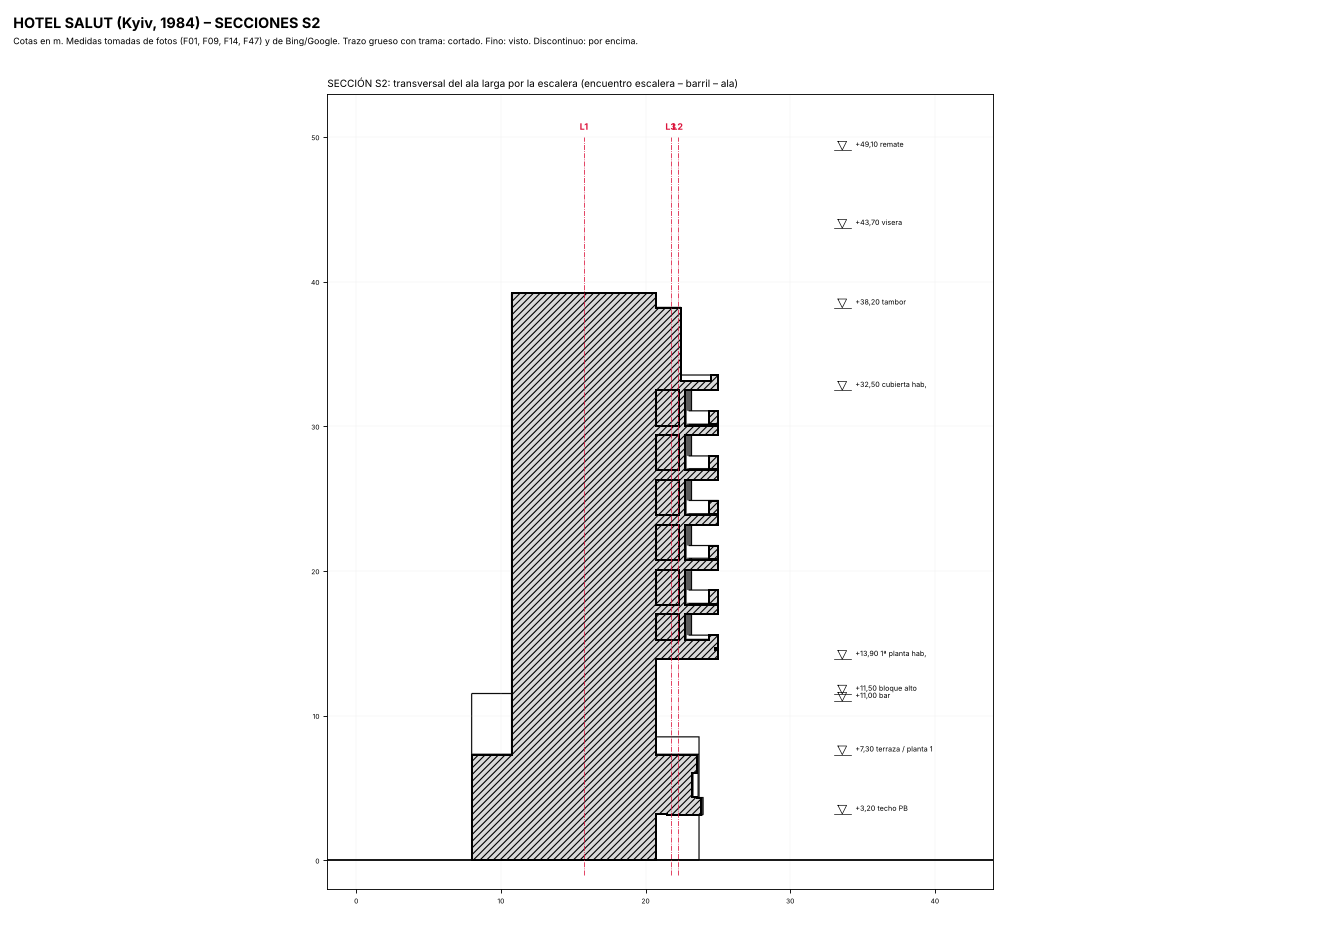 HOTEL SALUT (Kyiv, 1984) – SECCIONES S2
Cotas en m. Medidas tomadas de fotos (F01, F09, F14, F47) y de Bing/Google. Trazo grueso con trama: cortado. Fino: visto. Discontinuo: por encima.
SECCIÓN S2: transversal del ala larga por la escalera (encuentro escalera – barril – ala)
L1
L3
L2
50
+49,10 remate
+43,70 visera
40
+38,20 tambor
+32,50 cubierta hab,
30
20
+13,90 1ª planta hab,
+11,50 bloque alto
+11,00 bar
10
+7,30 terraza / planta 1
+3,20 techo PB
0
0
10
20
30
40